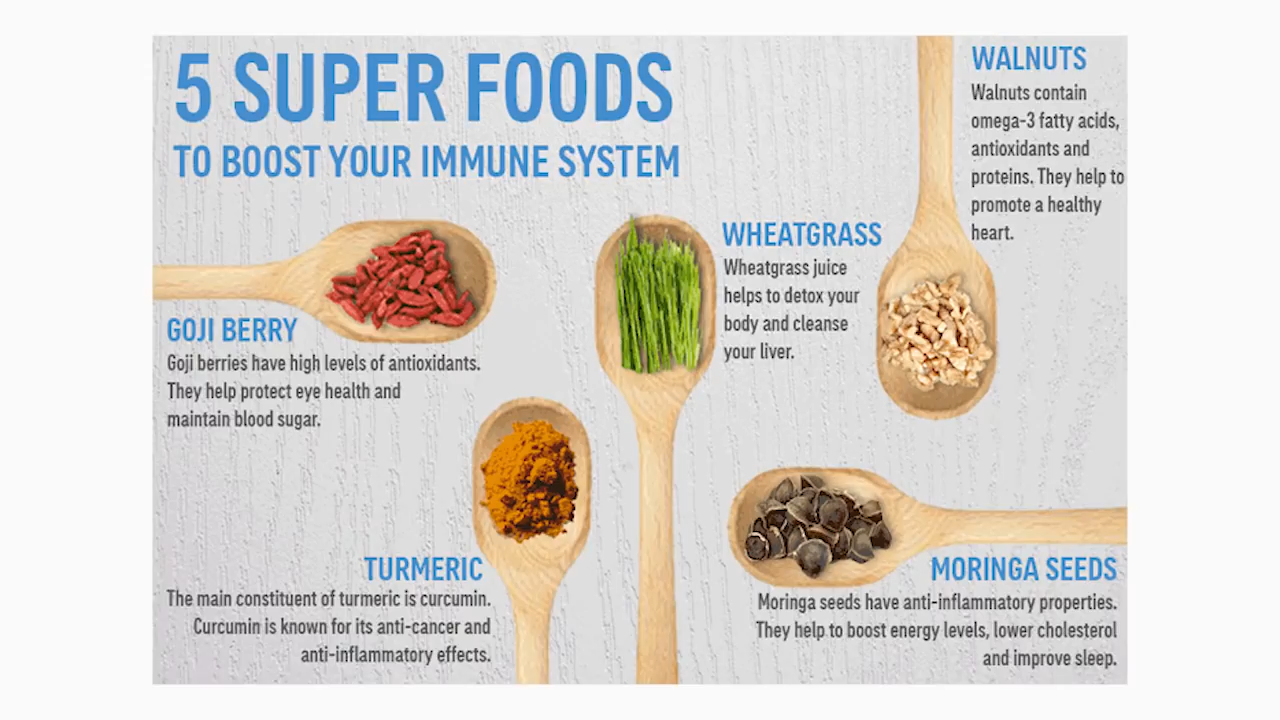 5 SUPER FOODS
TO BOOST YOUR IMMUNE SYSTEM
WALNUTS
Walnuts contain
omega-3 fatty acids,
antioxidants and
proteins. They help to
promote a healthy
heart.
WHEATGRASS
Wheatgrass juice
helps to detox your
body and cleanse
your liver.
GOJI BERRY
Goji berries have high levels of antioxidants.
They help protect eye health and
maintain blood sugar.
TURMERIC
The main constituent of turmeric is curcumin.
Curcumin is known for its anti-cancer and
anti-inflammatory effects.
MORINGA SEEDS
Moringa seeds have anti-inflammatory properties.
They help to boost energy levels, lower cholesterol
and improve sleep.